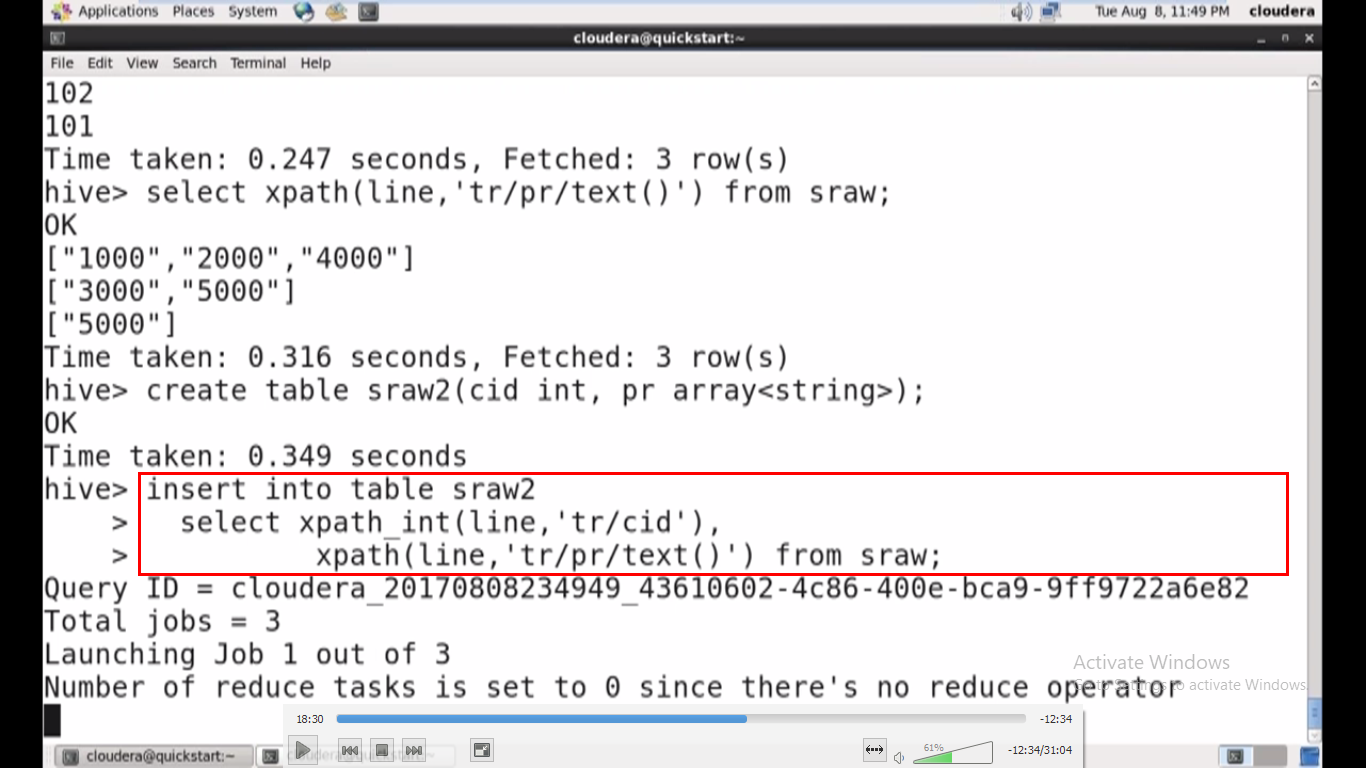 Applications Places System Tue Aug 8, 11:49 PM cloudera
cloudera@quickstart:~
File Edit View Search Terminal Help
102
101
Time taken: 0.247 seconds, Fetched: 3 row(s)
hive> select xpath(line,'tr/pr/text()') from sraw;
OK
["1000","2000","4000"]
["3000","5000"]
["5000"]
Time taken: 0.316 seconds, Fetched: 3 row(s)
hive> create table sraw2(cid int, pr array<string>);
OK
Time taken: 0.349 seconds
hive> insert into table sraw2
> select xpath_int(line,'tr/cid'),
> xpath(line,'tr/pr/text()') from sraw;
Query ID = cloudera_20170808234949_43610602-4c86-400e-bca9-9ff9722a6e82
Total jobs = 3
Launching Job 1 out of 3
Activate Windows
Number of reduce tasks is set to 0 since there's no reduce operator
Go to Settings to activate Windows.
18:30 -12:34
61% -12:34/31:04
cloudera@quickstart:~ cloudera@quickstart:~